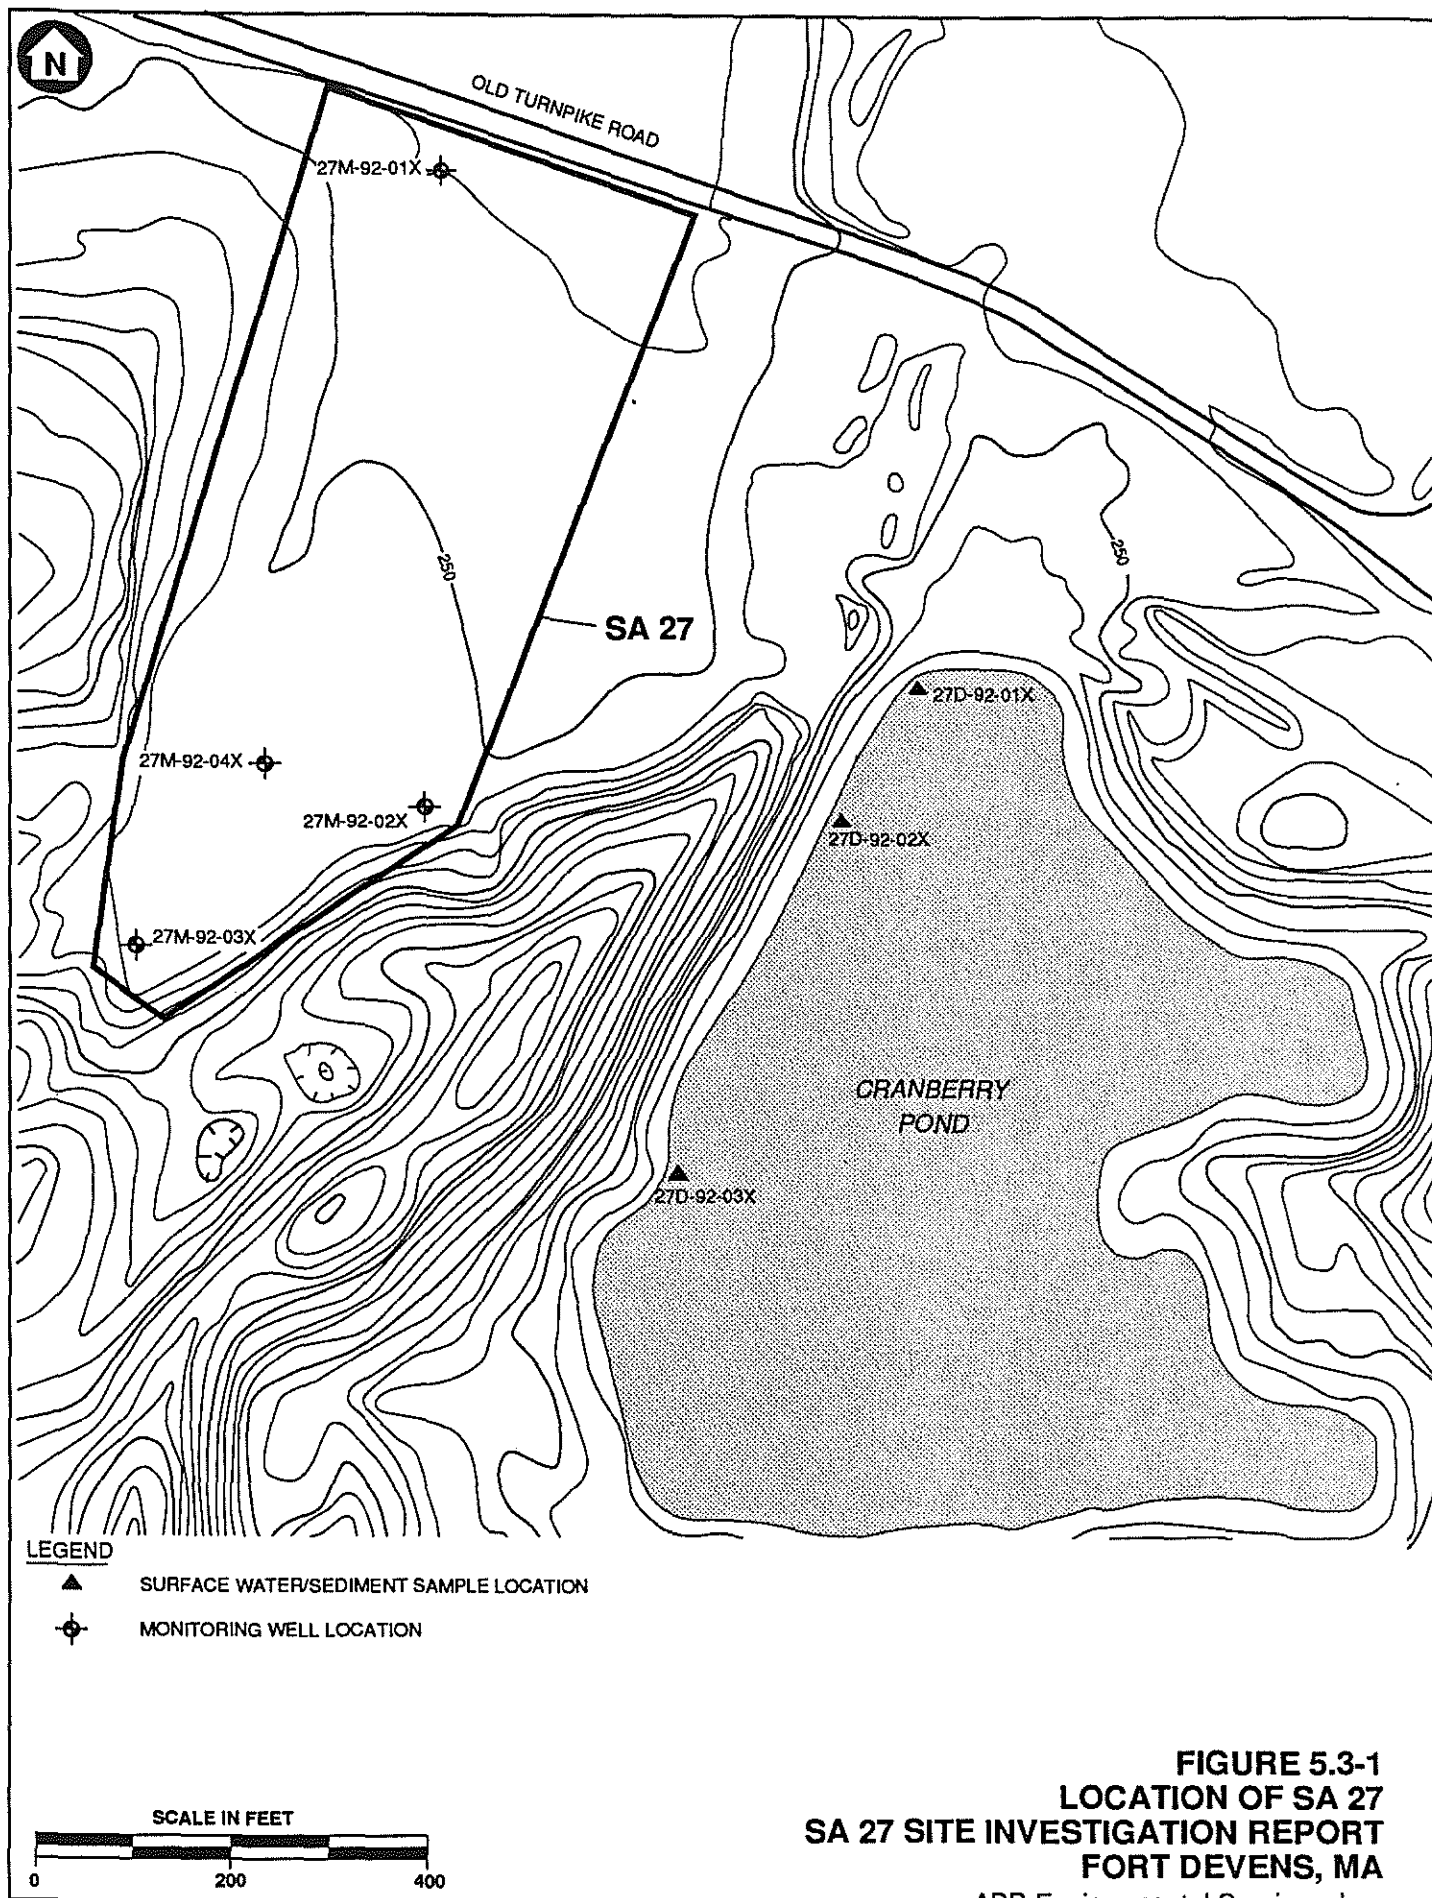 N
OLD TURNPIKE ROAD
27M-92-01X
250
250
SA 27
27D-92-01X
27M-92-04X
27M-92-02X
27D-92-02X
27M-92-03X
CRANBERRY
POND
27D-92-03X
LEGEND
SURFACE WATER/SEDIMENT SAMPLE LOCATION
MONITORING WELL LOCATION
SCALE IN FEET
0 200 400
FIGURE 5.3-1
LOCATION OF SA 27
SA 27 SITE INVESTIGATION REPORT
FORT DEVENS, MA